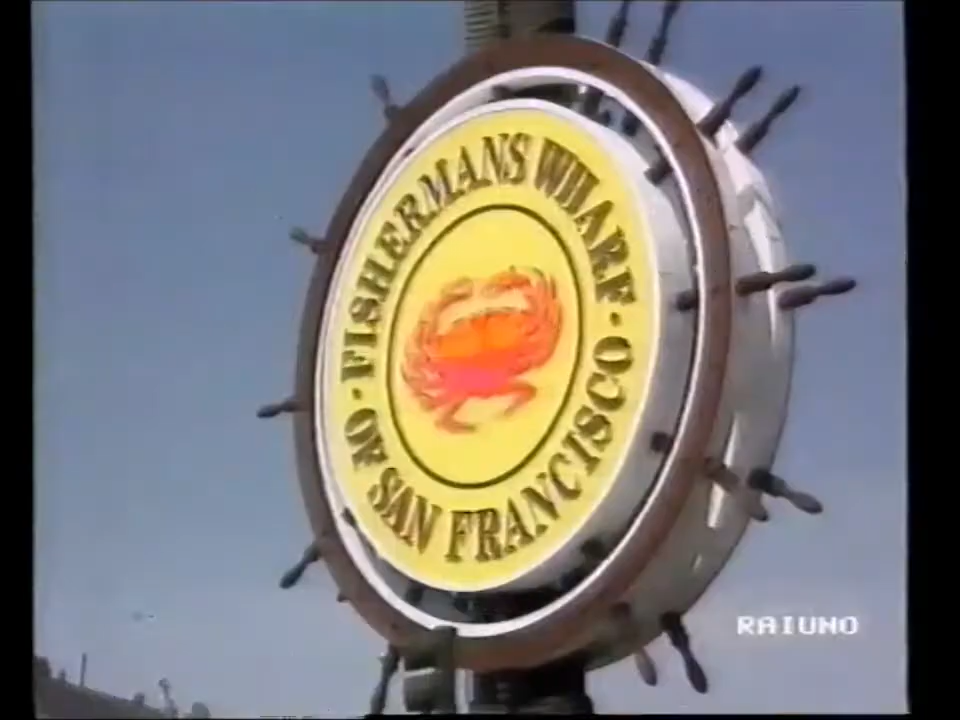 FISHERMANS WHARF
· OF SAN FRANCISCO ·
RAIUNO